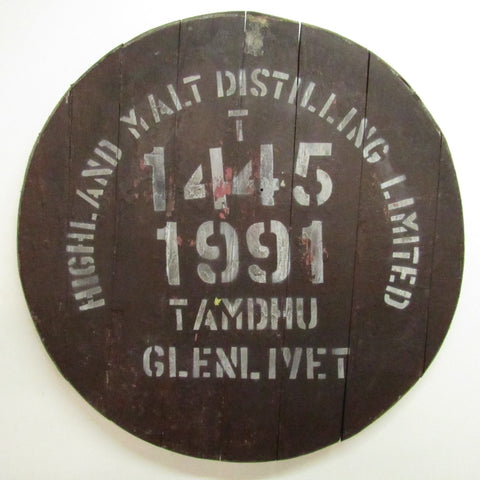 HIGHLAND MALT DISTILLING LIMITED
T
1445
1991
TAMDHU
GLENLIVET